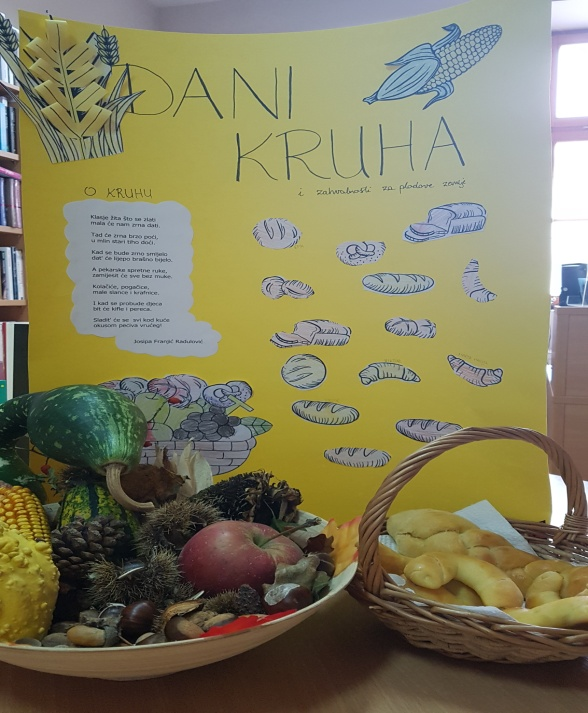 DANI
KRUHA
i zahvalnosti za plodove zemlje
O KRUHU
Klasje žita što se zlati
mala će nam zrna dati.
Tad će zrna brzo poći,
u mlin stari tiho doći.
Kad se bude zrno smljelo
dat' će lijepo brašno bijelo.
A pekarske spretne ruke,
zamijesit će sve bez muke.
Kolačiće, pogačice,
male slance i krafnice.
I kad se probude djeca
bit će kifle i pereca.
Sladit' će se svi kod kuće
okusom peciva vrućeg!
Josipa Franjić Radulović